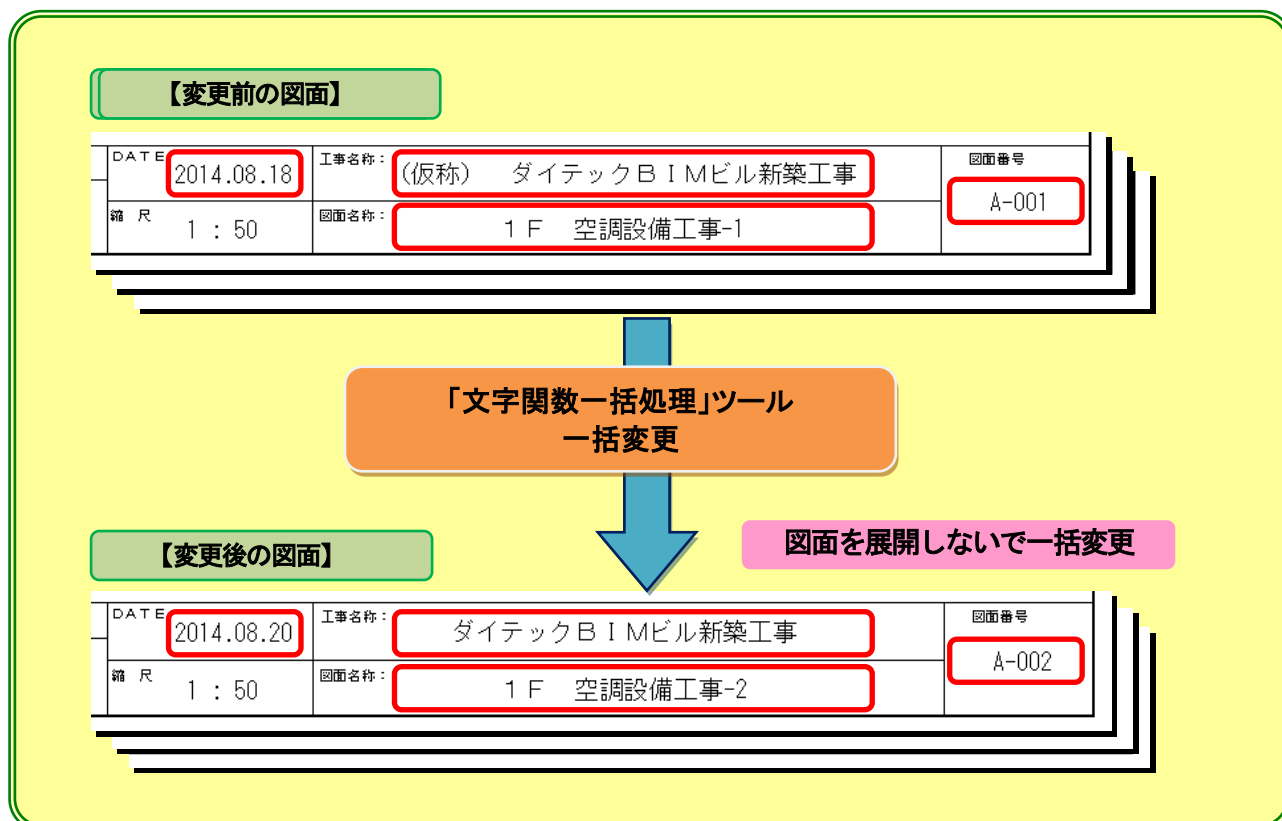 【変更前の図面】
DATE 2014.08.18 工事名称： (仮称)　ダイテックＢＩＭビル新築工事 図面番号
A-001
縮 尺 1 : 50 図面名称： １Ｆ　空調設備工事-1
「文字関数一括処理」ツール
一括変更
【変更後の図面】
図面を展開しないで一括変更
DATE 2014.08.20 工事名称： ダイテックＢＩＭビル新築工事 図面番号
A-002
縮 尺 1 : 50 図面名称： １Ｆ　空調設備工事-2